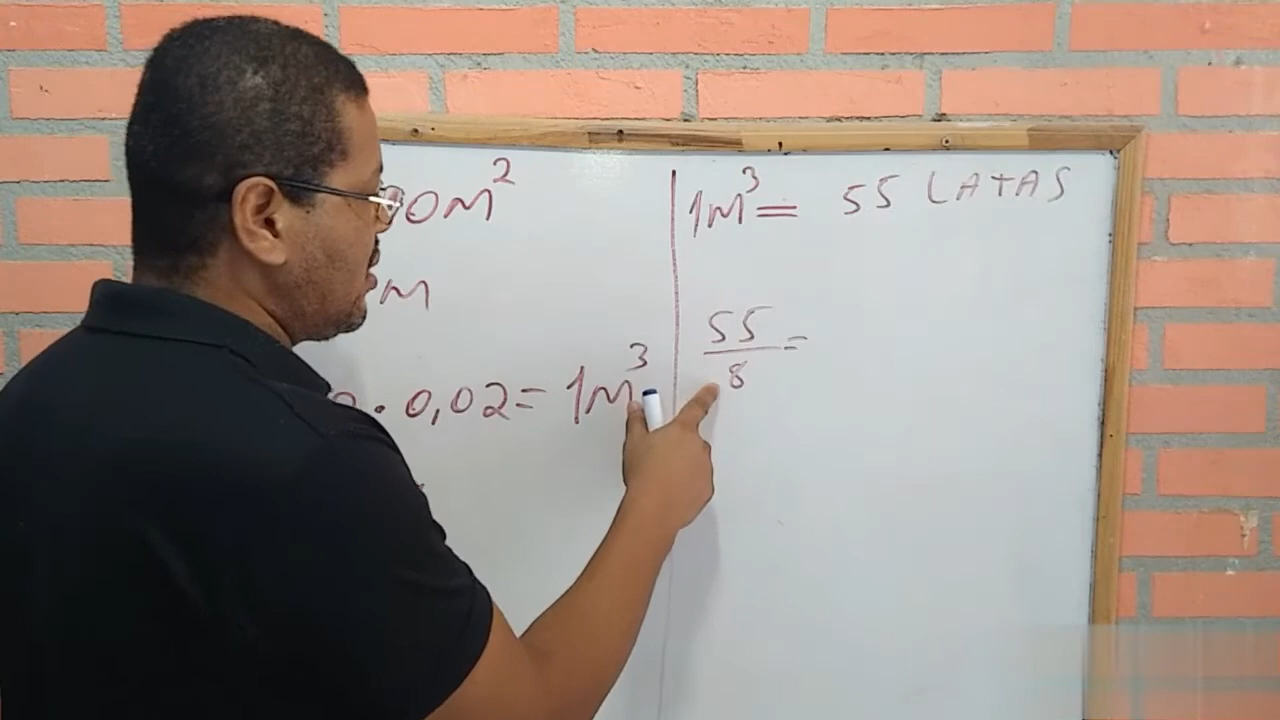 0M²
M
. 0,02 = 1M³
1M³ = 55 LATAS
55
8 =